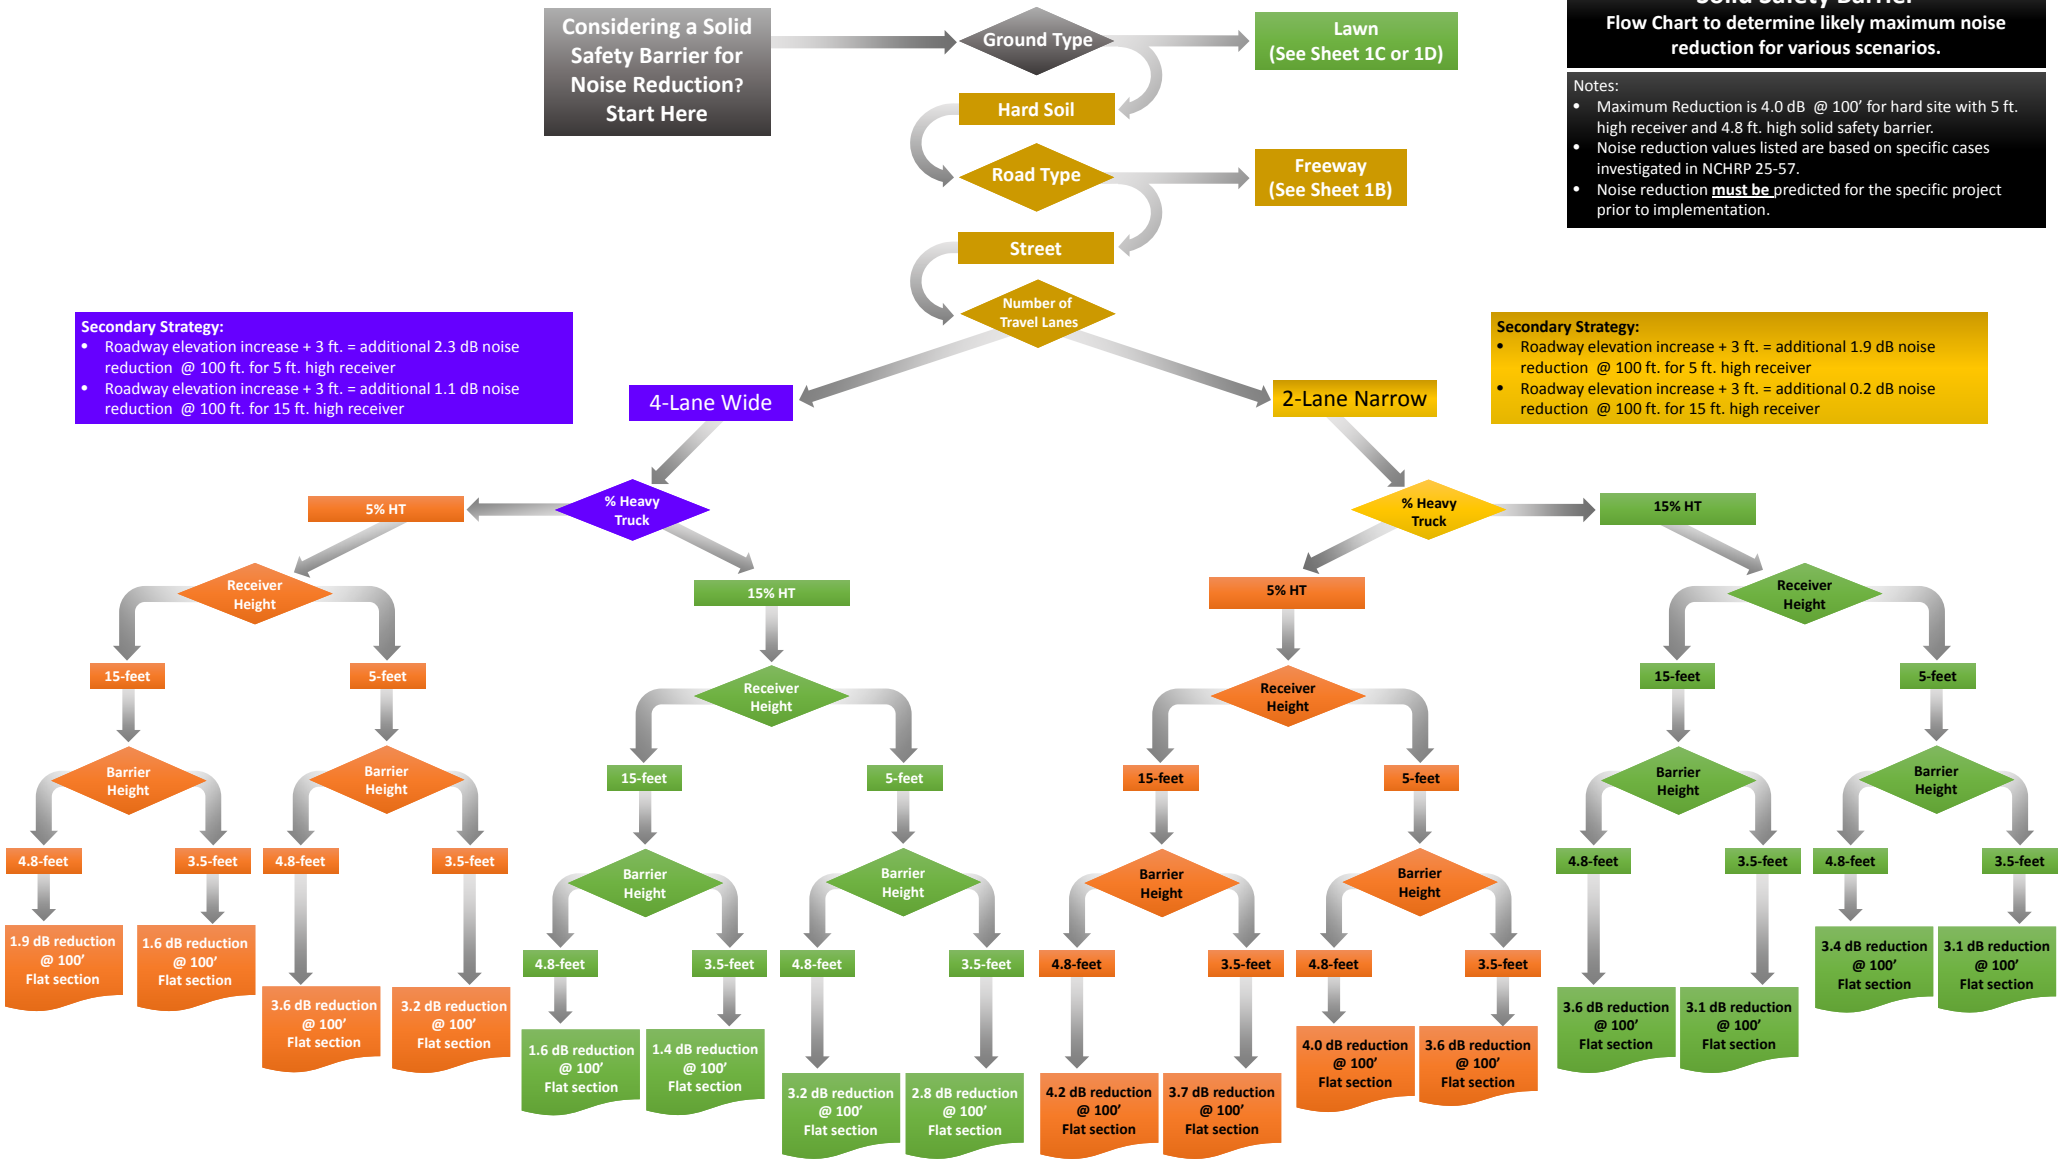 Considering a Solid
Safety Barrier for
Noise Reduction?
Start Here
Ground Type
Lawn
(See Sheet 1C or 1D)
Hard Soil
Road Type
Freeway
(See Sheet 1B)
Street
Number of
Travel Lanes
Solid Safety Barrier
Flow Chart to determine likely maximum noise
reduction for various scenarios.
Notes:
• Maximum Reduction is 4.0 dB @ 100' for hard site with 5 ft.
high receiver and 4.8 ft. high solid safety barrier.
• Noise reduction values listed are based on specific cases
investigated in NCHRP 25-57.
• Noise reduction must be predicted for the specific project
prior to implementation.
Secondary Strategy:
• Roadway elevation increase + 3 ft. = additional 2.3 dB noise
reduction @ 100 ft. for 5 ft. high receiver
• Roadway elevation increase + 3 ft. = additional 1.1 dB noise
reduction @ 100 ft. for 15 ft. high receiver
4-Lane Wide
2-Lane Narrow
Secondary Strategy:
• Roadway elevation increase + 3 ft. = additional 1.9 dB noise
reduction @ 100 ft. for 5 ft. high receiver
• Roadway elevation increase + 3 ft. = additional 0.2 dB noise
reduction @ 100 ft. for 15 ft. high receiver
5% HT
% Heavy
Truck
15% HT
Receiver
Height
15-feet
5-feet
Barrier
Height
Barrier
Height
4.8-feet
3.5-feet
4.8-feet
3.5-feet
1.9 dB reduction
@ 100'
Flat section
1.6 dB reduction
@ 100'
Flat section
3.6 dB reduction
@ 100'
Flat section
3.2 dB reduction
@ 100'
Flat section
Receiver
Height
15-feet
5-feet
Barrier
Height
Barrier
Height
4.8-feet
3.5-feet
4.8-feet
3.5-feet
1.6 dB reduction
@ 100'
Flat section
1.4 dB reduction
@ 100'
Flat section
3.2 dB reduction
@ 100'
Flat section
2.8 dB reduction
@ 100'
Flat section
% Heavy
Truck
15% HT
5% HT
Receiver
Height
15-feet
5-feet
Barrier
Height
Barrier
Height
4.8-feet
3.5-feet
4.8-feet
3.5-feet
4.2 dB reduction
@ 100'
Flat section
3.7 dB reduction
@ 100'
Flat section
4.0 dB reduction
@ 100'
Flat section
3.6 dB reduction
@ 100'
Flat section
Receiver
Height
15-feet
5-feet
Barrier
Height
Barrier
Height
4.8-feet
3.5-feet
4.8-feet
3.5-feet
3.6 dB reduction
@ 100'
Flat section
3.1 dB reduction
@ 100'
Flat section
3.4 dB reduction
@ 100'
Flat section
3.1 dB reduction
@ 100'
Flat section